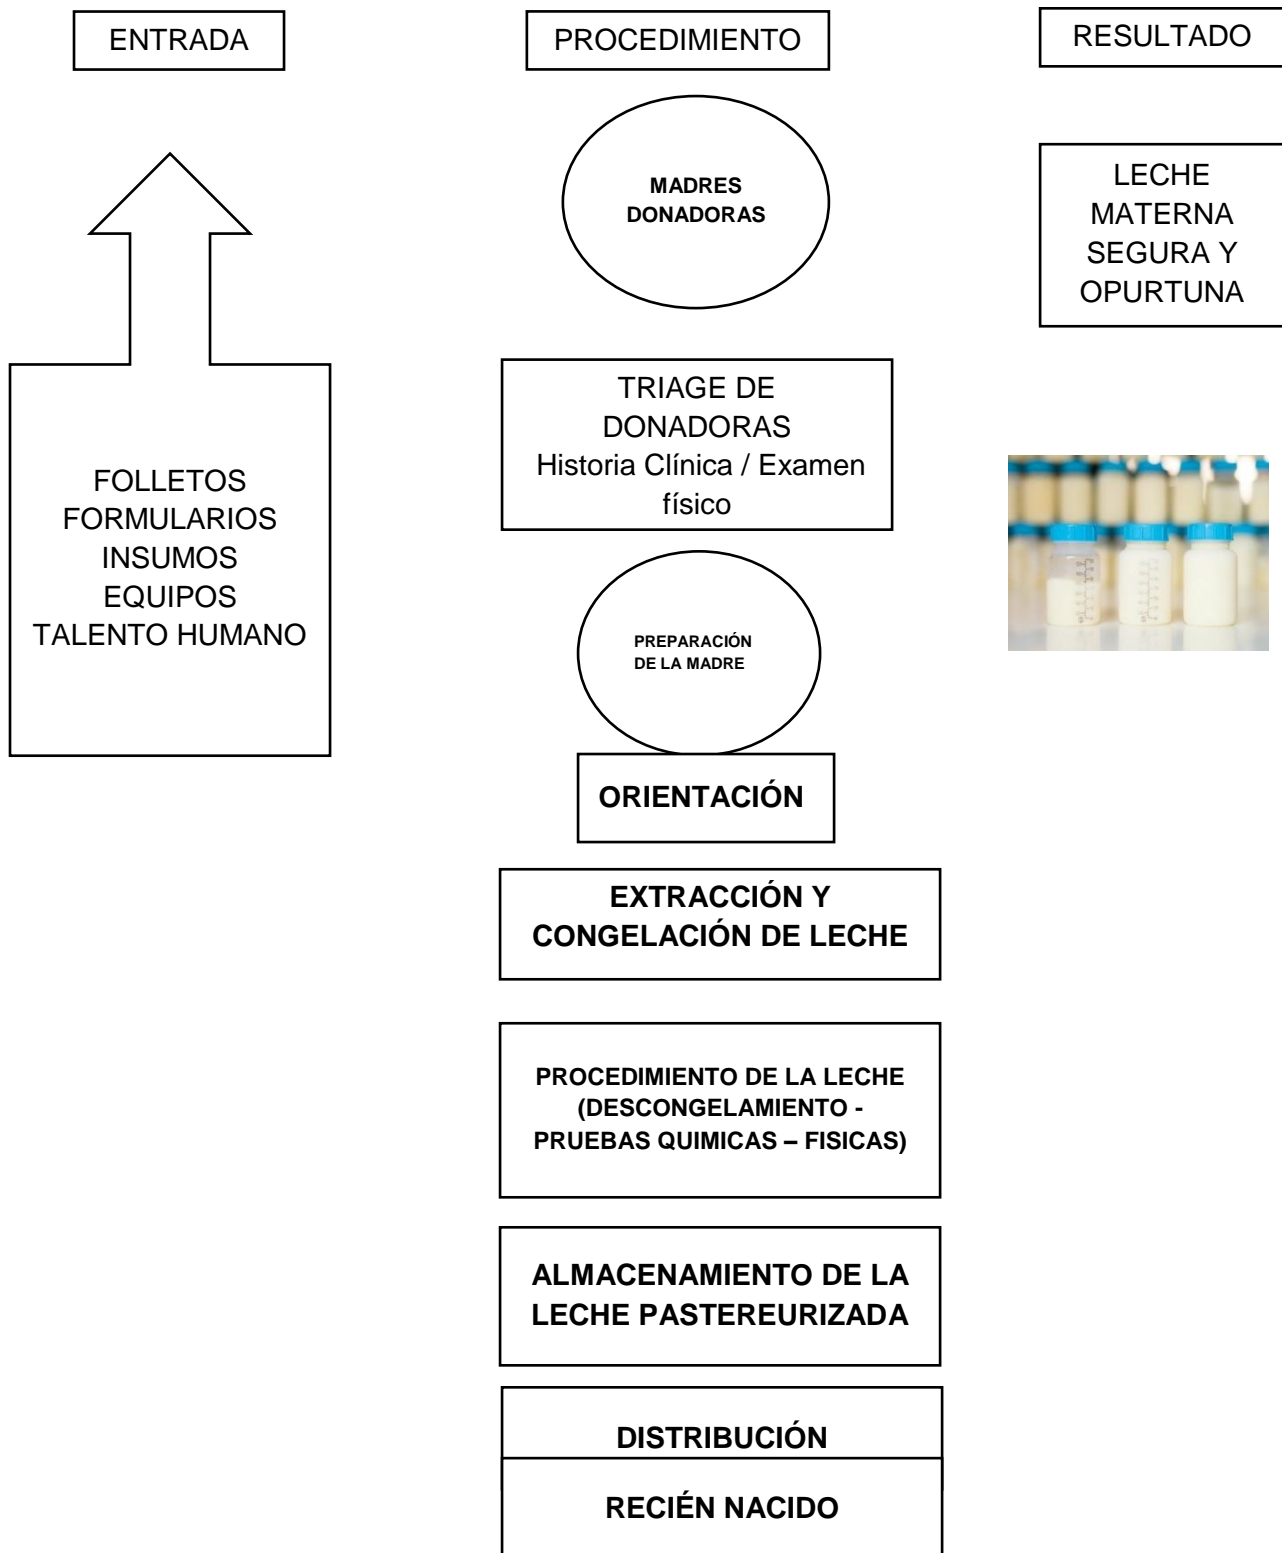 ENTRADA
PROCEDIMIENTO
RESULTADO
FOLLETOS
FORMULARIOS
INSUMOS
EQUIPOS
TALENTO HUMANO
MADRES
DONADORAS
TRIAGE DE
DONADORAS
Historia Clínica / Examen
físico
PREPARACIÓN
DE LA MADRE
ORIENTACIÓN
EXTRACCIÓN Y
CONGELACIÓN DE LECHE
PROCEDIMIENTO DE LA LECHE
(DESCONGELAMIENTO -
PRUEBAS QUIMICAS – FISICAS)
ALMACENAMIENTO DE LA
LECHE PASTEREURIZADA
DISTRIBUCIÓN
RECIÉN NACIDO
LECHE
MATERNA
SEGURA Y
OPURTUNA